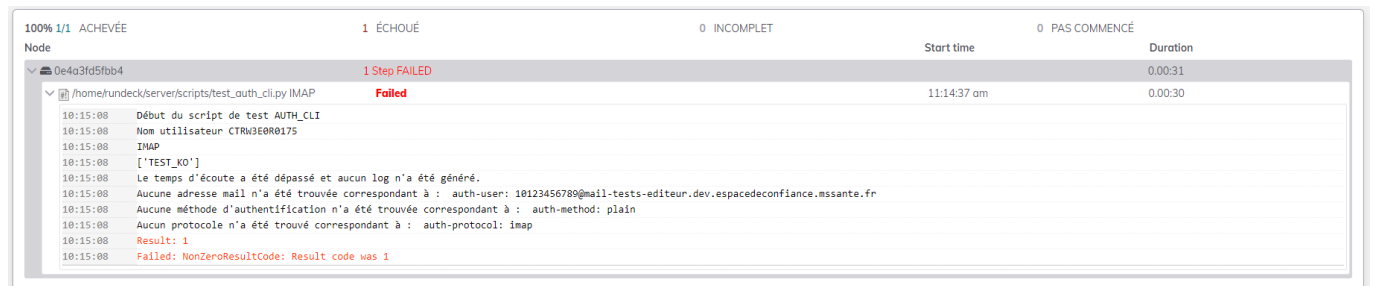 100% 1/1 ACHEVÉE 1 ÉCHOUÉ 0 INCOMPLET 0 PAS COMMENCÉ
Node Start time Duration
0e4a3fd5fbb4 1 Step FAILED 0.00:31
/home/rundeck/server/scripts/test_auth_cli.py IMAP Failed 11:14:37 am 0.00:30
10:15:08 Début du script de test AUTH_CLI
10:15:08 Nom utilisateur CTRW3E0R0175
10:15:08 IMAP
10:15:08 ['TEST_KO']
10:15:08 Le temps d'écoute a été dépassé et aucun log n'a été généré.
10:15:08 Aucune adresse mail n'a été trouvée correspondant à : auth-user: 10123456789@mail-tests-editeur.dev.espacedeconfiance.mssante.fr
10:15:08 Aucune méthode d'authentification n'a été trouvée correspondant à : auth-method: plain
10:15:08 Aucun protocole n'a été trouvé correspondant à : auth-protocol: imap
10:15:08 Result: 1
10:15:08 Failed: NonZeroResultCode: Result code was 1